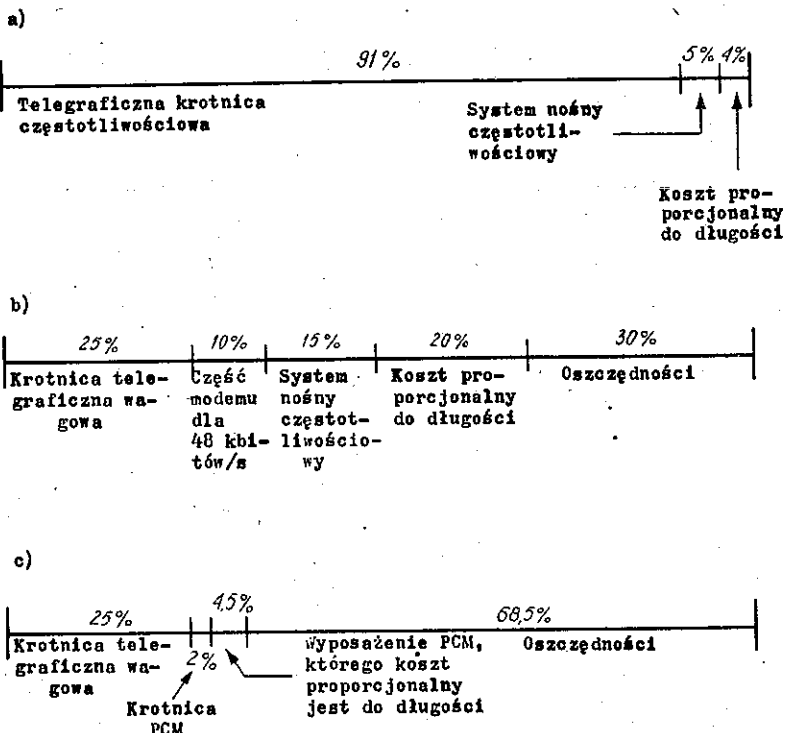 a)
91%
5% 4%
Telegraficzna krotnica
częstotliwościowa
System nośny
częstotli-
wościowy
Koszt pro-
porcjonalny
do długości
b)
25% 10% 15% 20% 30%
Krotnica tele-
graficzna wa-
gowa
Część
modemu
dla
48 kbi-
tów/s
System
nośny
częstot-
liwościo-
wy
Koszt pro-
porcjonalny
do długości
Oszczędności
c)
25%
4,5%
68,5%
Krotnica tele-
graficzna wa-
gowa
2%
Krotnica
PCM
Wyposażenie PCM,
którego koszt
proporcjonalny
jest do długości
Oszczędności